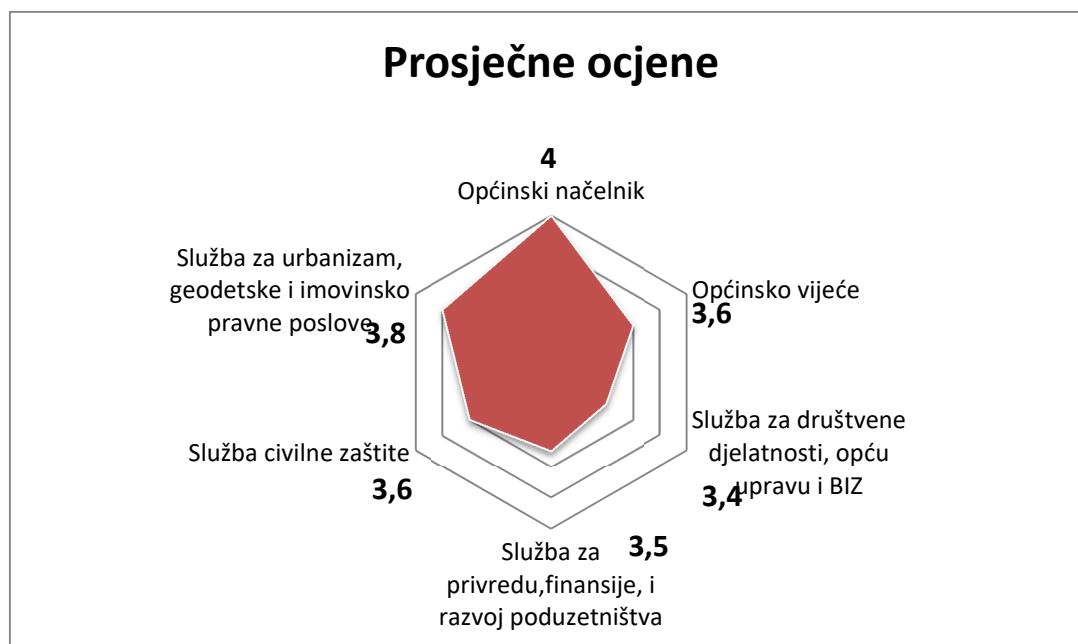 Prosječne ocjene
4
Općinski načelnik
Služba za urbanizam,
geodetske i imovinsko
pravne poslove
3,8
Općinsko vijeće
3,6
Služba za društvene
djelatnosti, opću
upravu i BIZ
3,4
Služba civilne zaštite
3,6
3,5
Služba za
privredu,finansije, i
razvoj poduzetništva